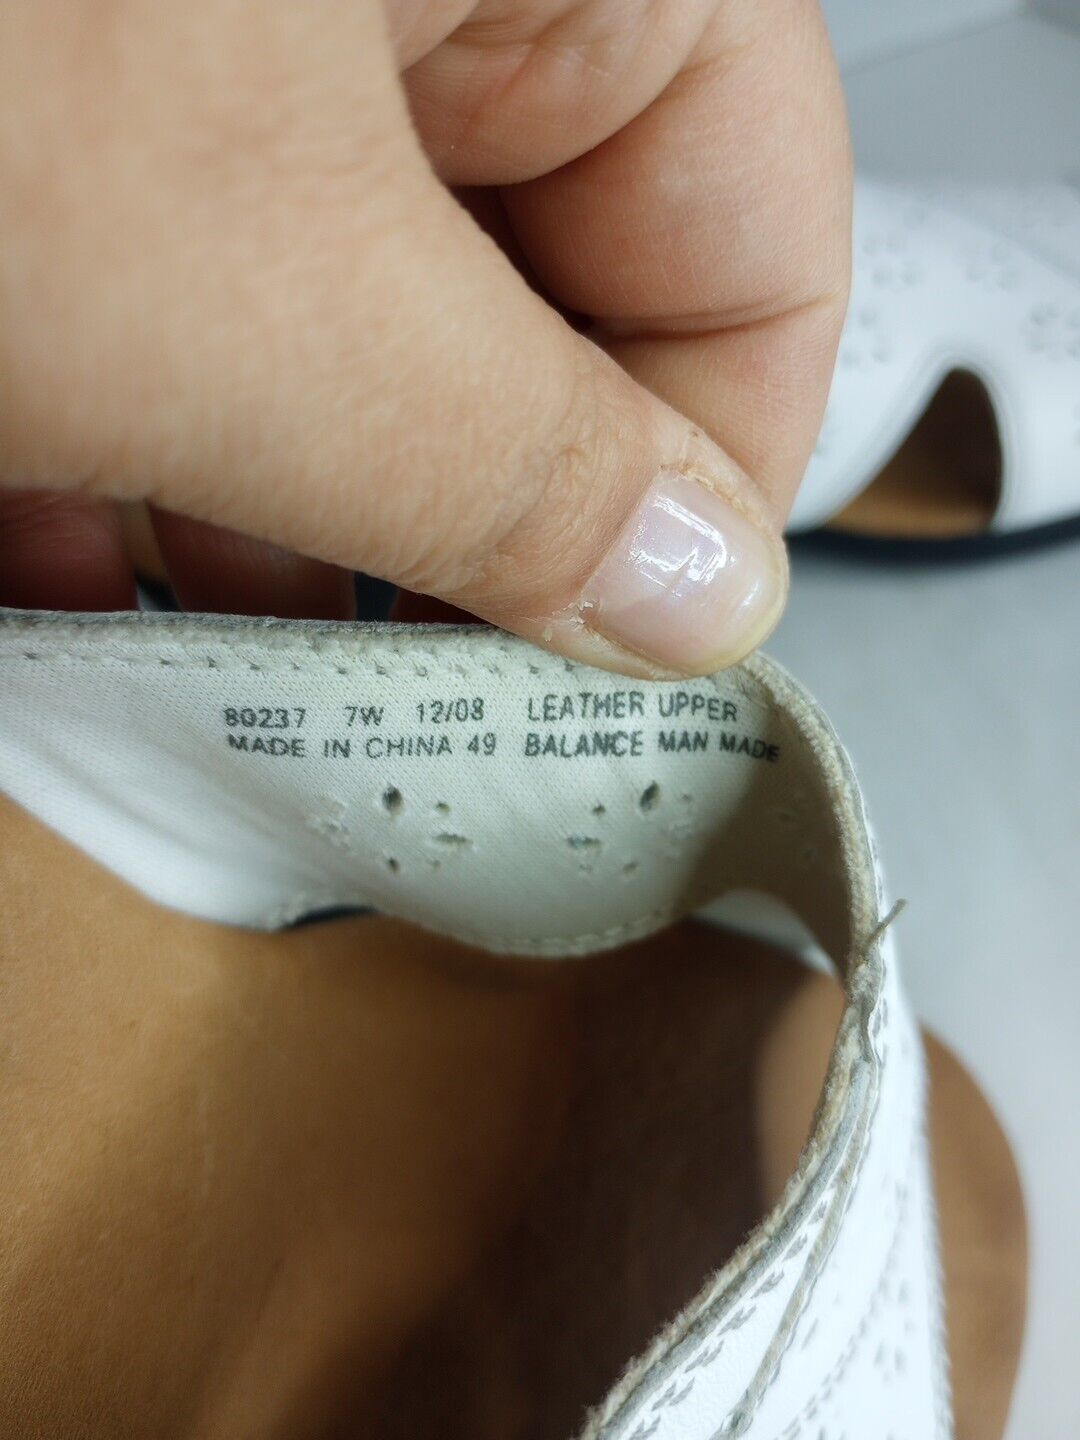 80237 7W 12/08 LEATHER UPPER
MADE IN CHINA 49 BALANCE MAN MADE